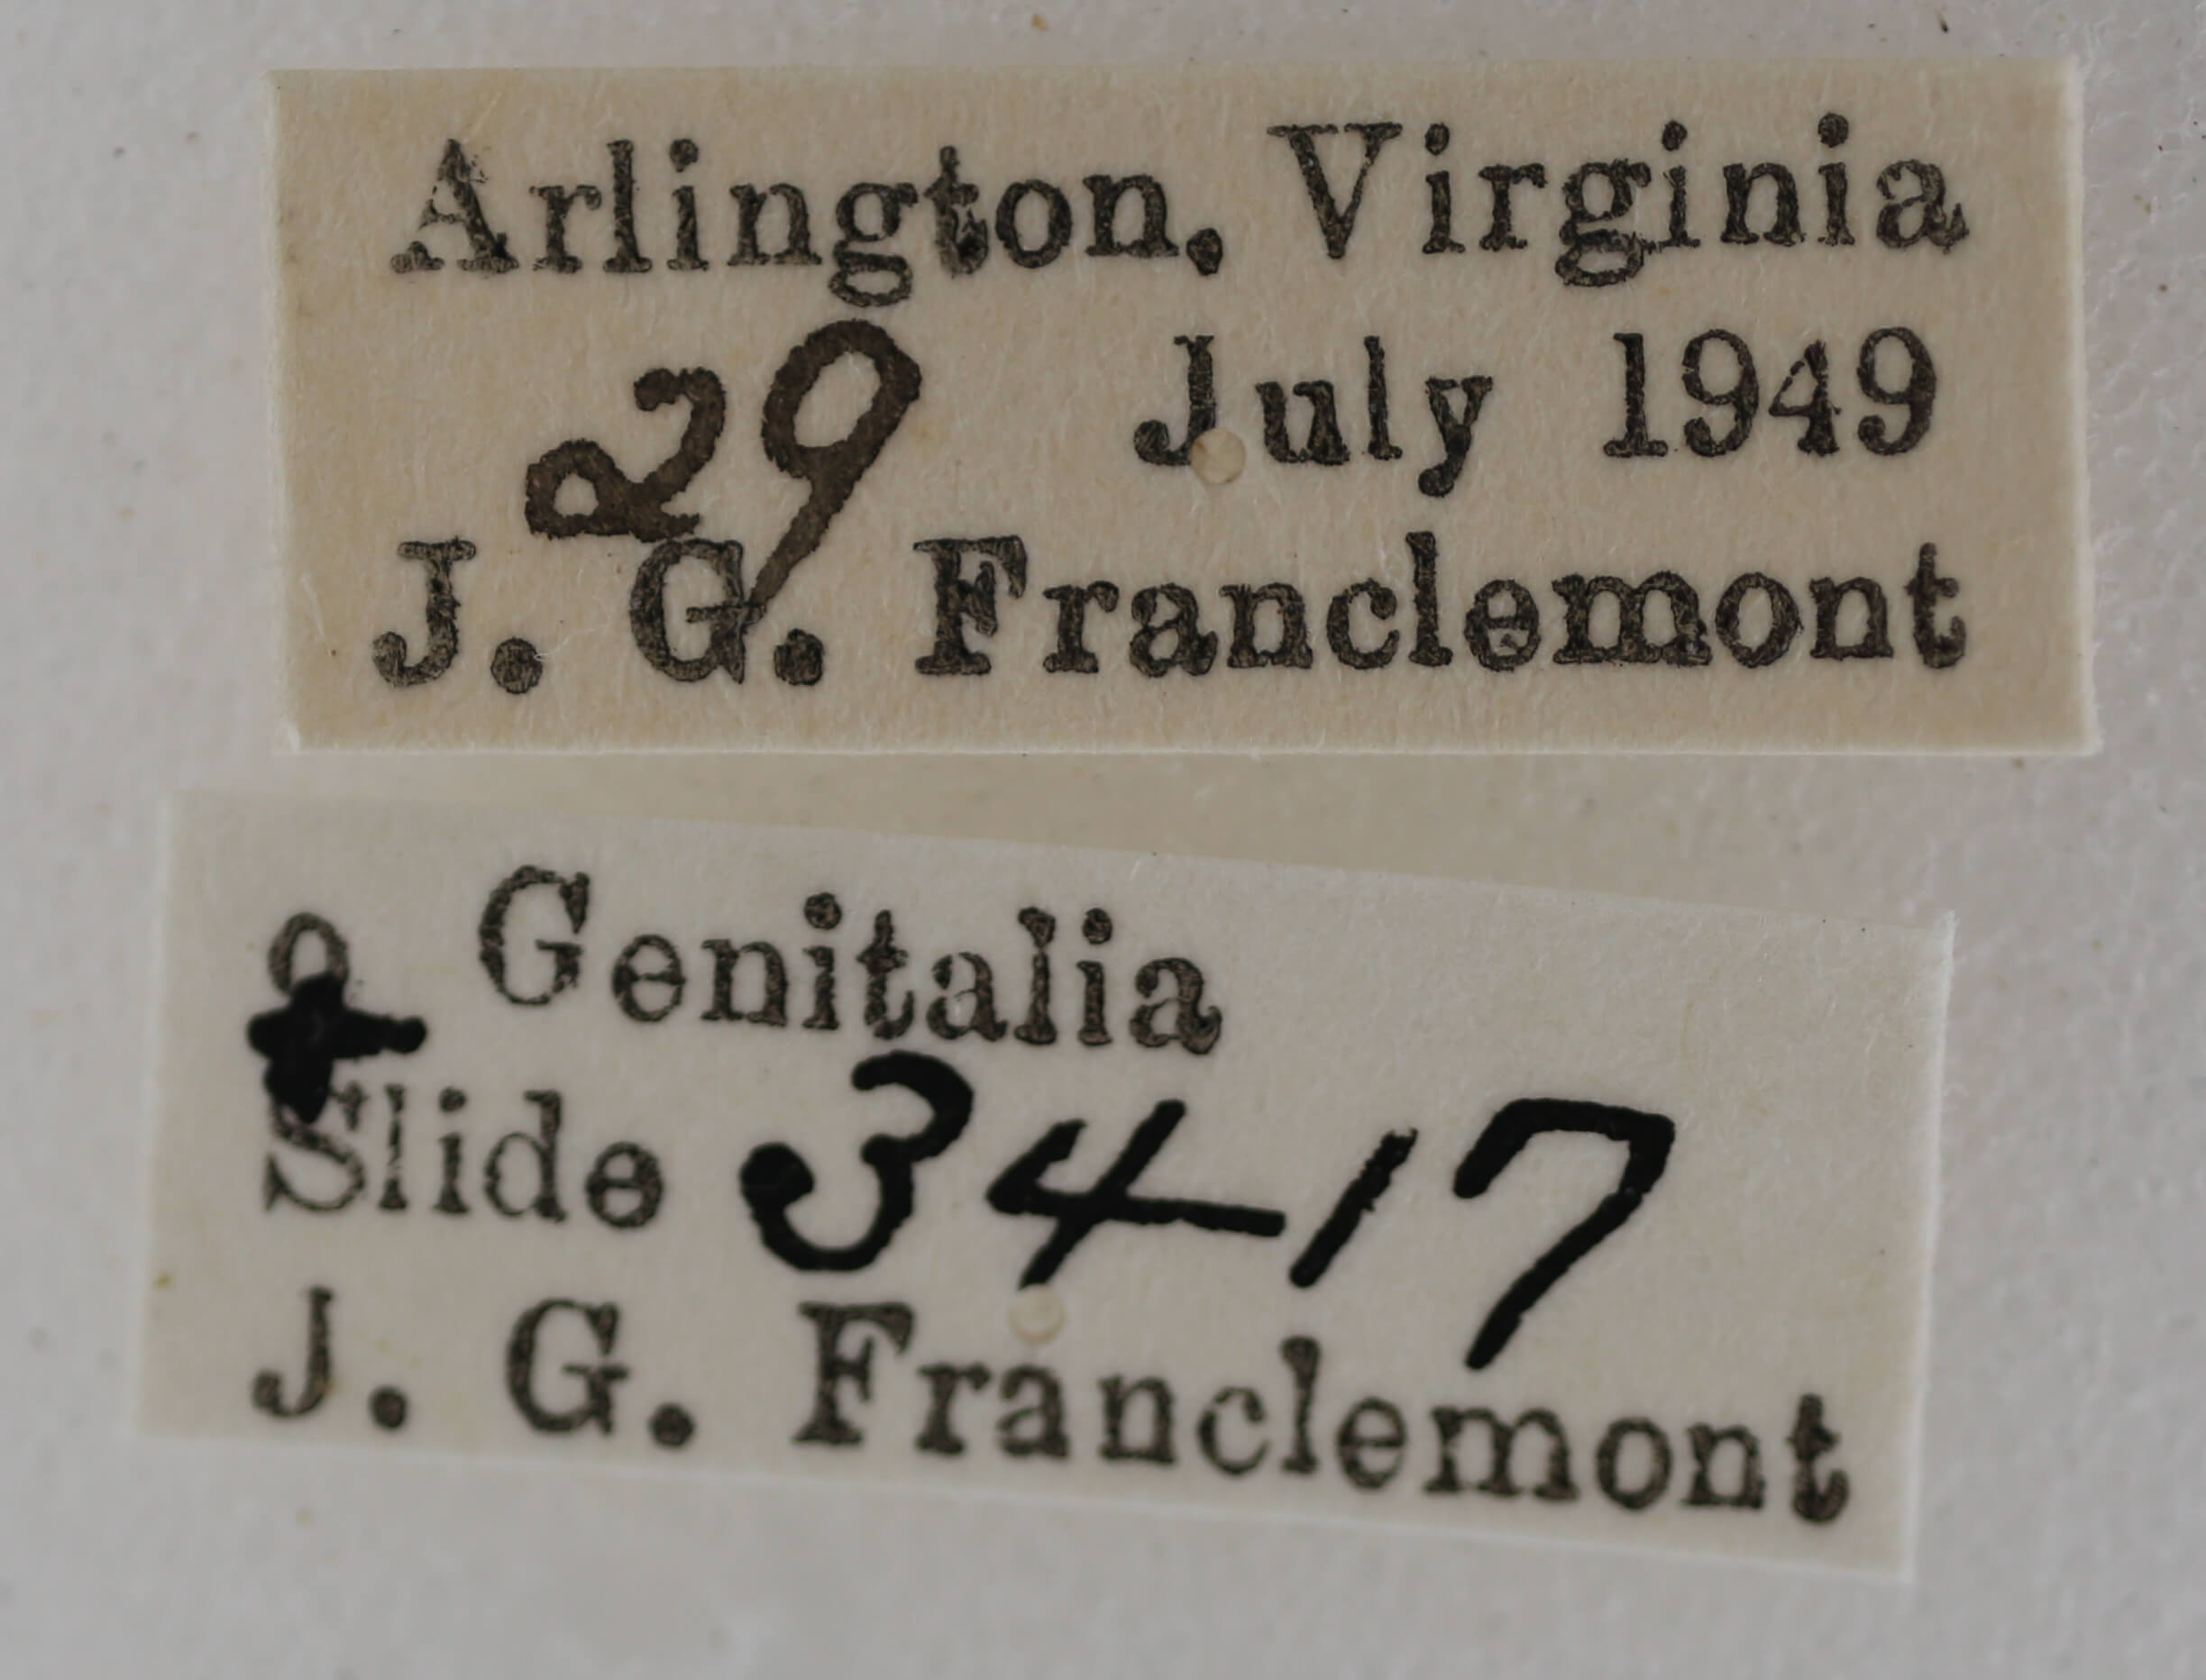 Arlington, Virginia
29 July 1949
J. G. Franclemont
♀ Genitalia
Slide 3417
J. G. Franclemont